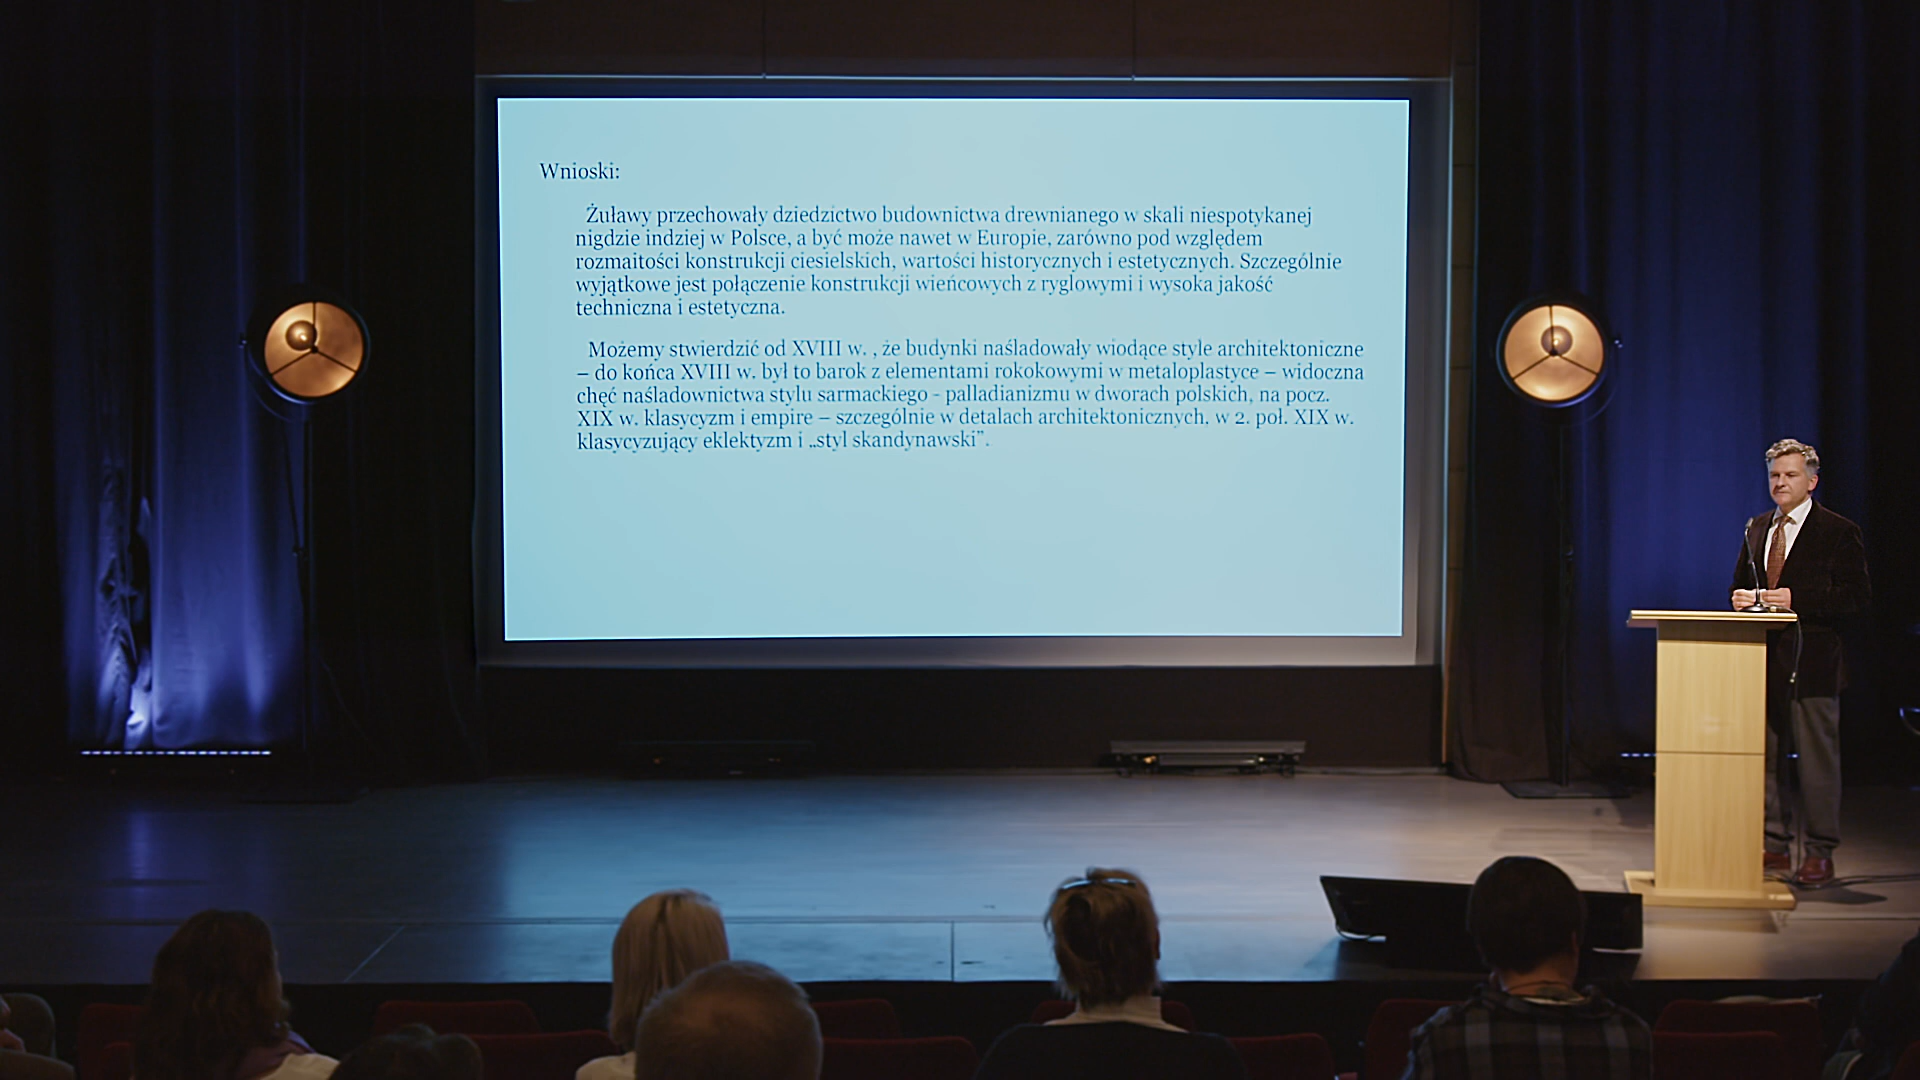 Wnioski:
Żuławy przechowały dziedzictwo budownictwa drewnianego w skali niespotykanej
nigdzie indziej w Polsce, a być może nawet w Europie, zarówno pod względem
rozmaitości konstrukcji ciesielskich, wartości historycznych i estetycznych. Szczególnie
wyjątkowe jest połączenie konstrukcji wieńcowych z ryglowymi i wysoka jakość
techniczna i estetyczna.
Możemy stwierdzić od XVIII w. , że budynki naśladowały wiodące style architektoniczne
– do końca XVIII w. był to barok z elementami rokokowymi w metaloplastyce – widoczna
chęć naśladownictwa stylu sarmackiego - palladianizmu w dworach polskich, na pocz.
XIX w. klasycyzm i empire – szczególnie w detalach architektonicznych, w 2. poł. XIX w.
klasycyzujący eklektyzm i „styl skandynawski”.